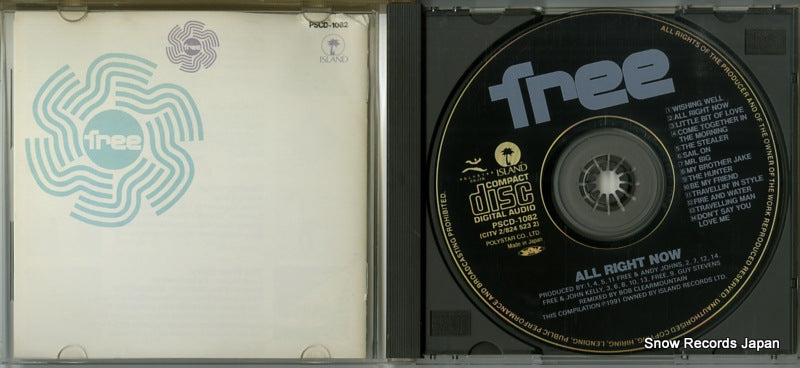 PSCD-1082
free
ISLAND
free
free
ALL RIGHTS OF THE PRODUCER AND OF THE OWNER OF THE WORK REPRODUCED RESERVED. UNAUTHORISED COPYING, HIRING, LENDING, PUBLIC PERFORMANCE AND BROADCASTING PROHIBITED.
1 WISHING WELL
2 ALL RIGHT NOW
3 LITTLE BIT OF LOVE
4 COME TOGETHER IN
THE MORNING
5 THE STEALER
6 SAIL ON
7 MR. BIG
8 MY BROTHER JAKE
9 THE HUNTER
10 BE MY FRIEND
11 TRAVELLIN' IN STYLE
12 FIRE AND WATER
13 TRAVELLING MAN
14 DON'T SAY YOU
LOVE ME
ISLAND
COMPACT
disc
DIGITAL AUDIO
PSCD-1082
(CITV 2/824 523 2)
POLYSTAR CO., LTD
Made in Japan
ALL RIGHT NOW
PRODUCED BY: 1, 4, 5, 11 FREE & ANDY JOHNS, 2, 7, 12, 14.
FREE & JOHN KELLY, 3, 6, 8, 10, 13. FREE, 9. GUY STEVENS
REMIXED BY BOB CLEARMOUNTAIN
THIS COMPILATION ℗1991 OWNED BY ISLAND RECORDS LTD.
Snow Records Japan